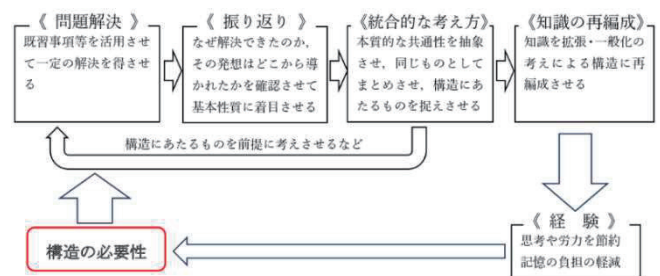 《 問題解決 》
既習事項等を活用させ
て一定の解決を得させ
る
《 振り返り 》
なぜ解決できたのか,
その発想はどこから導
かれたかを確認させて
基本性質に着目させる
《統合的な考え方》
本質的な共通性を抽象
させ, 同じものとして
まとめさせ, 構造にあ
たるものを捉えさせる
《知識の再編成》
知識を拡張・一般化の
考えによる構造に再
編成させる
構造にあたるものを前提に考えさせるなど
《 経 験 》
思考や労力を節約
記憶の負担の軽減
構造の必要性